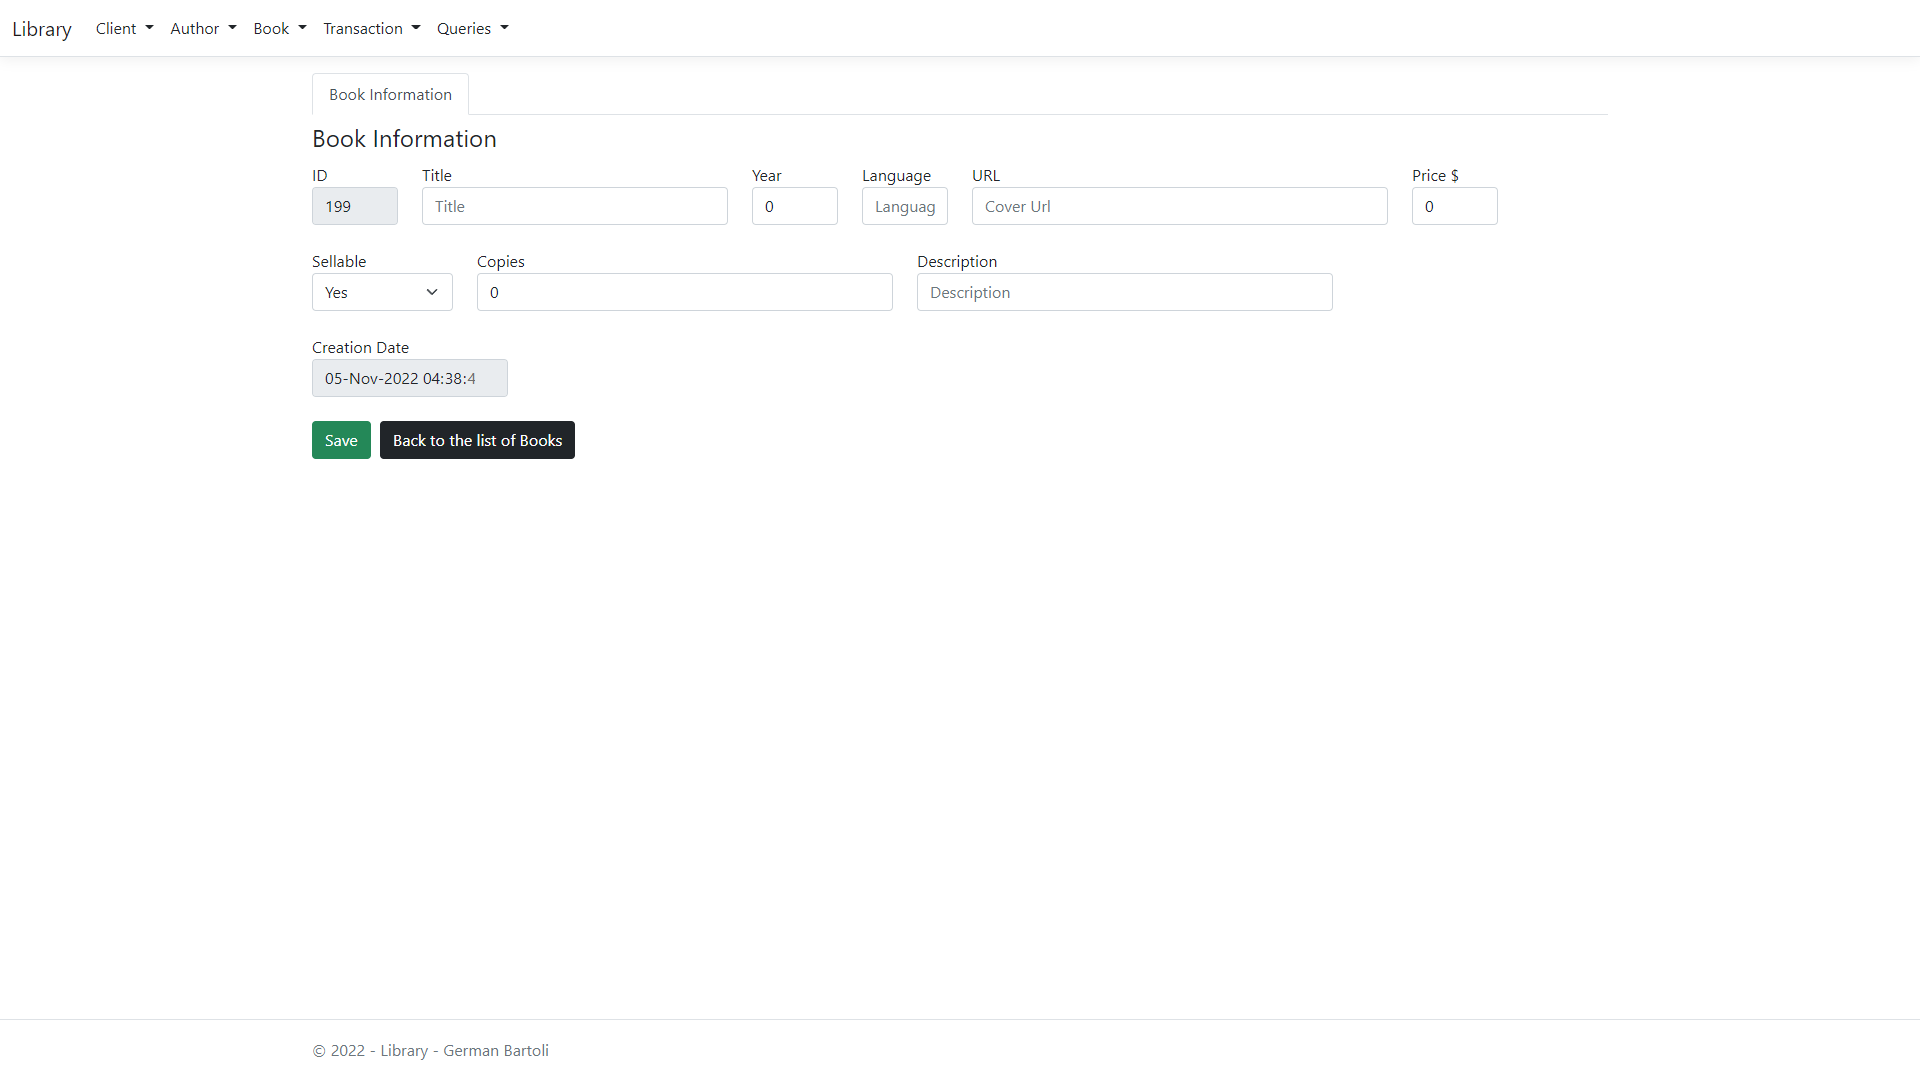 Library Client Author Book Transaction Queries
Book Information
Book Information
ID Title Year Language URL Price $
199 Title 0 Languag Cover Url 0
Sellable Copies Description
Yes 0 Description
Creation Date
05-Nov-2022 04:38:4
Save Back to the list of Books
© 2022 - Library - German Bartoli